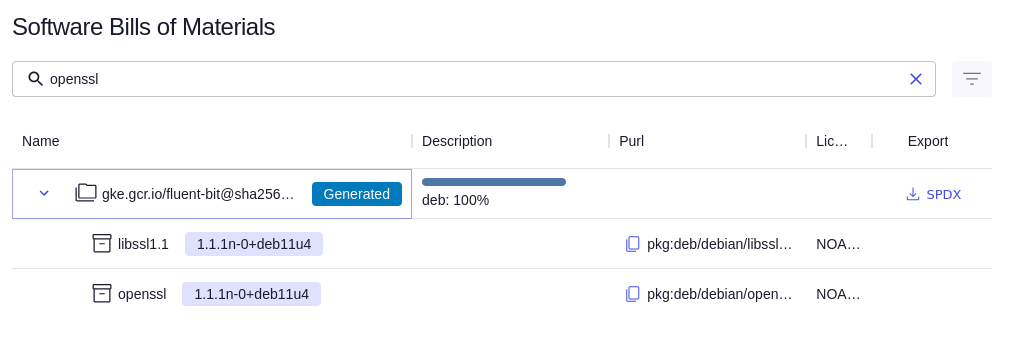 Software Bills of Materials
openssl
Name Description Purl Lic... Export
gke.gcr.io/fluent-bit@sha256... Generated deb: 100% SPDX
libssl1.1 1.1.1n-0+deb11u4 pkg:deb/debian/libssl... NOA...
openssl 1.1.1n-0+deb11u4 pkg:deb/debian/open... NOA...